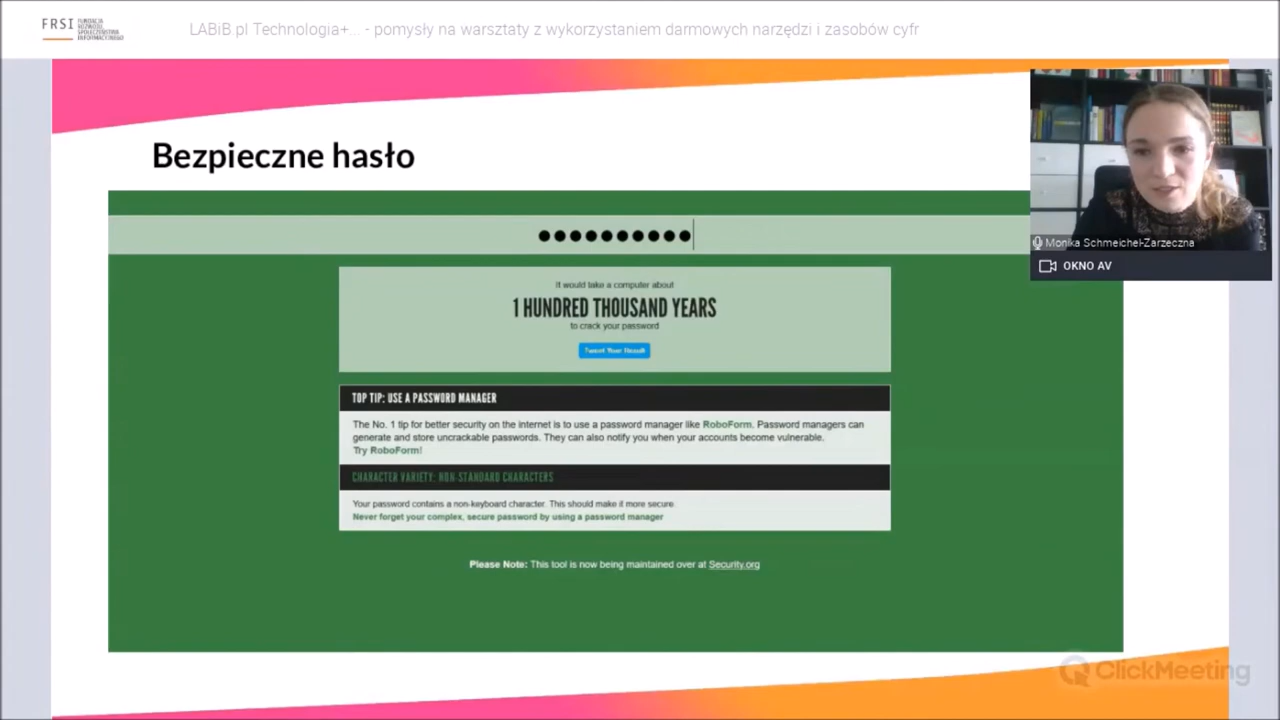 FRSI
FUNDACJA
ROZWOJU
SPOŁECZEŃSTWA
INFORMACYJNEGO
LABiB.pl Technologia+... - pomysły na warsztaty z wykorzystaniem darmowych narzędzi i zasobów cyfr
Bezpieczne hasło
It would take a computer about
1 HUNDRED THOUSAND YEARS
to crack your password
Tweet Your Result
TOP TIP: USE A PASSWORD MANAGER
The No. 1 tip for better security on the internet is to use a password manager like RoboForm. Password managers can
generate and store uncrackable passwords. They can also notify you when your accounts become vulnerable.
Try RoboForm!
CHARACTER VARIETY: NON-STANDARD CHARACTERS
Your password contains a non-keyboard character. This should make it more secure.
Never forget your complex, secure password by using a password manager
Please Note: This tool is now being maintained over at Security.org
Monika Schmeichel-Zarzeczna
OKNO AV
ClickMeeting